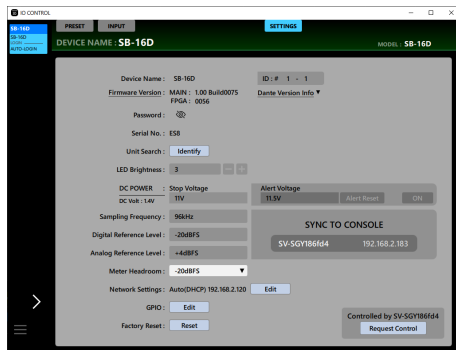 IO CONTROL
SB-16D
SB-16D
AUTO-LOGIN
PRESET INPUT SETTINGS
DEVICE NAME : SB-16D MODEL : SB-16D
Device Name : SB-16D ID : # 1 - 1
Firmware Version : MAIN : 1.00 Build0075 Dante Version Info ▼
FPGA : 0056
Password :
Serial No. : ES8
Unit Search : Identify
LED Brightness : 3 − +
DC POWER : Stop Voltage Alert Voltage
DC Volt : 1.4V 11V 11.5V Alert Reset ON
Sampling Frequency : 96kHz
SYNC TO CONSOLE
Digital Reference Level : -20dBFS
SV-SGY186fd4 192.168.2.183
Analog Reference Level : +4dBFS
Meter Headroom : -20dBFS ▼
Network Settings : Auto(DHCP) 192.168.2.120 Edit
GPIO : Edit
Controlled by SV-SGY186fd4
Factory Reset : Reset Request Control